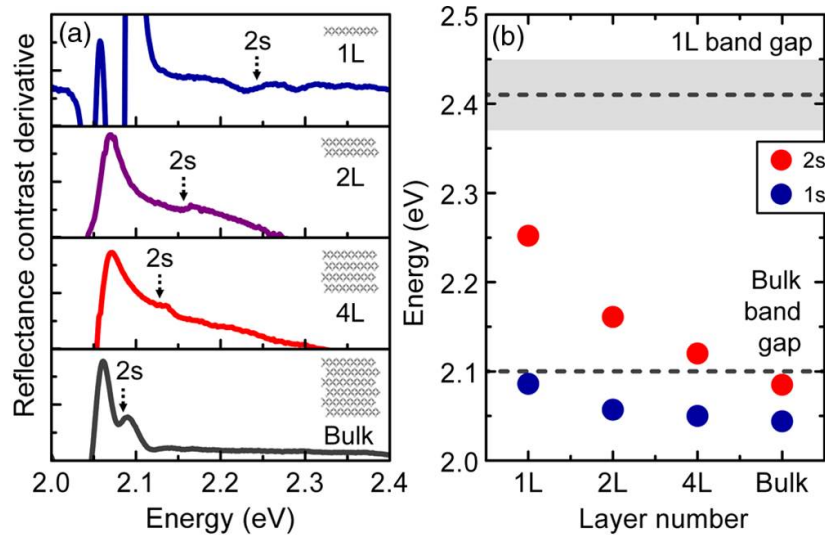 (a)
2s
1L
2s
2L
2s
4L
2s
Bulk
Reflectance contrast derivative
2.0 2.1 2.2 2.3 2.4
Energy (eV)
(b)
1L band gap
2s
1s
Bulk
band
gap
2.5
2.4
2.3
2.2
2.1
2.0
Energy (eV)
1L 2L 4L Bulk
Layer number